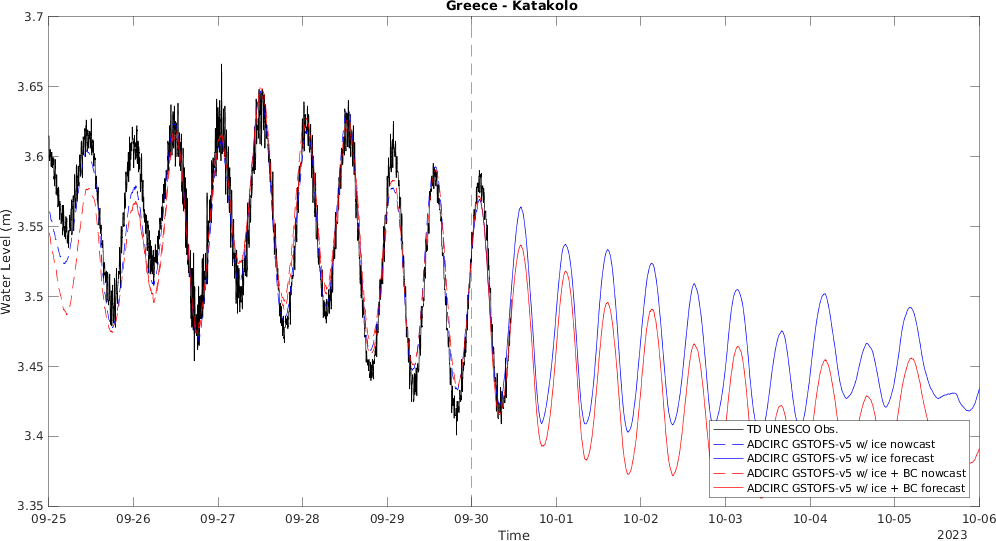 Greece - Katakolo
3.7
3.65
3.6
3.55
3.5
3.45
3.4
3.35
Water Level (m)
TD UNESCO Obs.
ADCIRC GSTOFS-v5 w/ ice nowcast
ADCIRC GSTOFS-v5 w/ ice forecast
ADCIRC GSTOFS-v5 w/ ice + BC nowcast
ADCIRC GSTOFS-v5 w/ ice + BC forecast
09-25 09-26 09-27 09-28 09-29 09-30 10-01 10-02 10-03 10-04 10-05 10-06
Time
2023